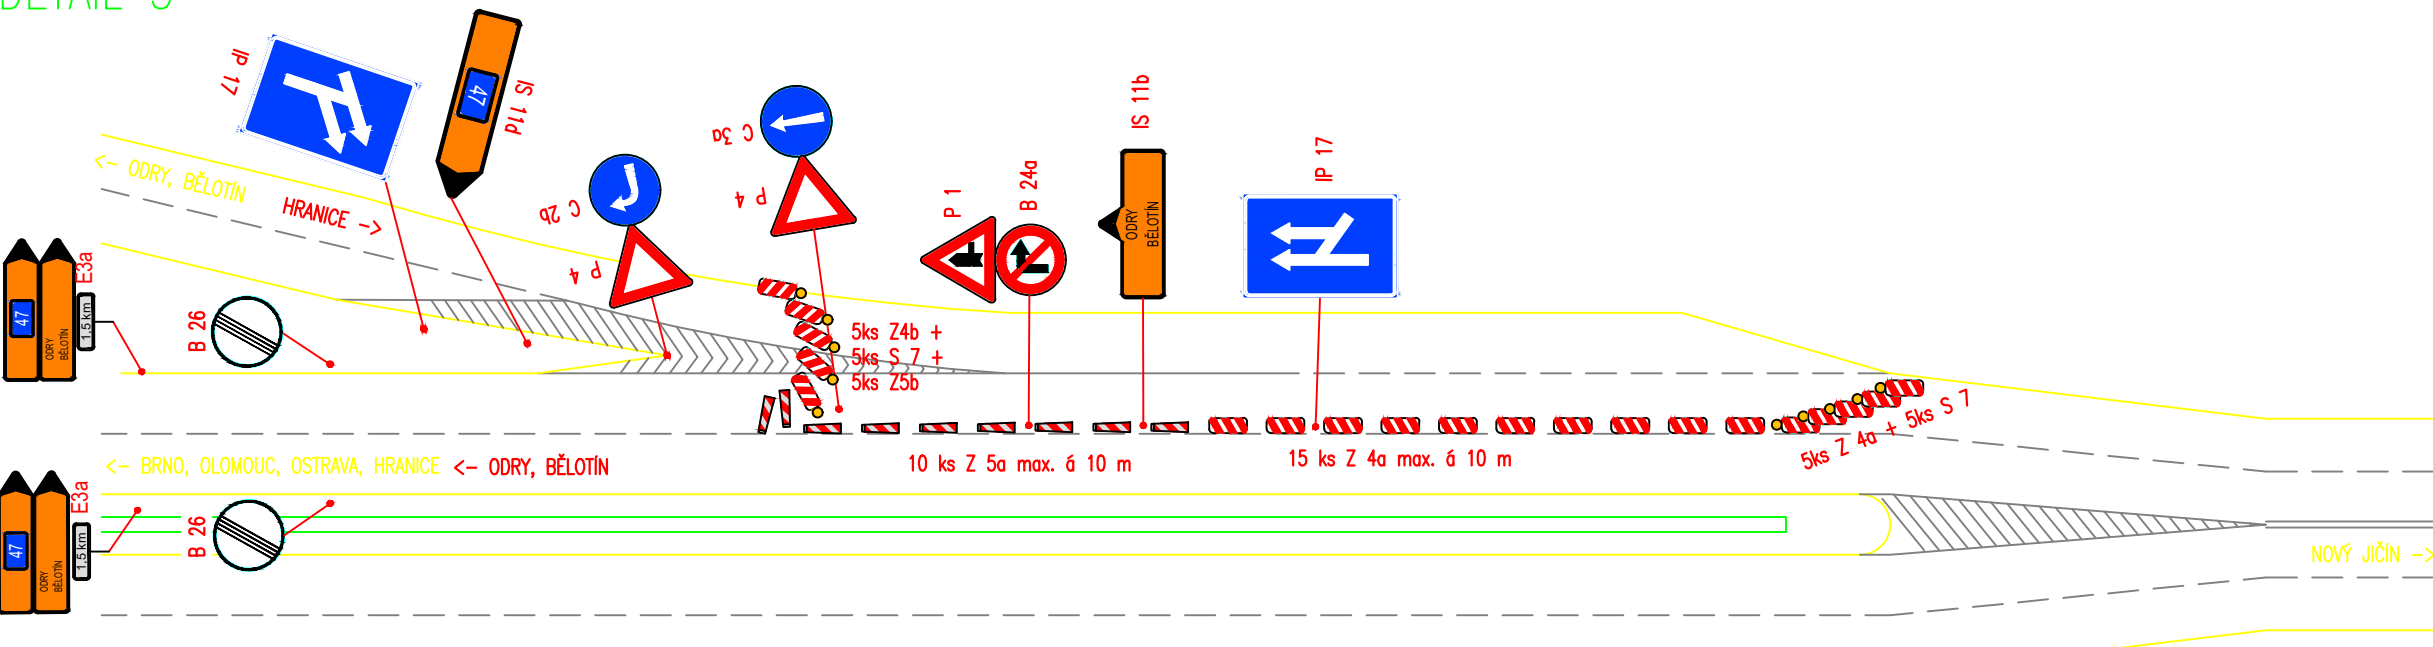 DETAIL 3
IP 17
47
IS 11d
C 3a
P 4
C 2b
P 4
IS 11b
P 1
B 24a
ODRY
BĚLOTÍN
IP 17
<- ODRY, BĚLOTÍN
HRANICE ->
47
ODRY
BĚLOTÍN
1.5 km
E3a
B 26
5ks Z4b +
5ks S 7 +
5ks Z5b
5ks Z 4a + 5ks S 7
<- BRNO, OLOMOUC, OSTRAVA, HRANICE <- ODRY, BĚLOTÍN
10 ks Z 5a max. á 10 m
15 ks Z 4a max. á 10 m
47
ODRY
BĚLOTÍN
1,5 km
E3a
B 26
NOVÝ JIČÍN ->